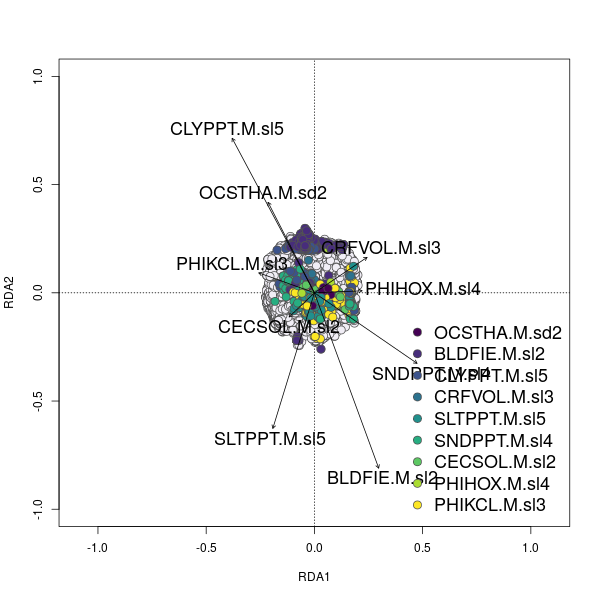 1.0
CLYPPT.M.sl5
0.5
OCSTHA.M.sd2
CRFVOL.M.sl3
PHIKCL.M.sl3
RDA2
0.0
PHIHOX.M.sl4
CECSOL.M.sl2
OCSTHA.M.sd2
BLDFIE.M.sl2
SNDPPT.M.sl4
CLYPPT.M.sl5
CRFVOL.M.sl3
-0.5
SLTPPT.M.sl5
SLTPPT.M.sl5
SNDPPT.M.sl4
CECSOL.M.sl2
BLDFIE.M.sl2
PHIHOX.M.sl4
PHIKCL.M.sl3
-1.0
-1.0 -0.5 0.0 0.5 1.0
RDA1